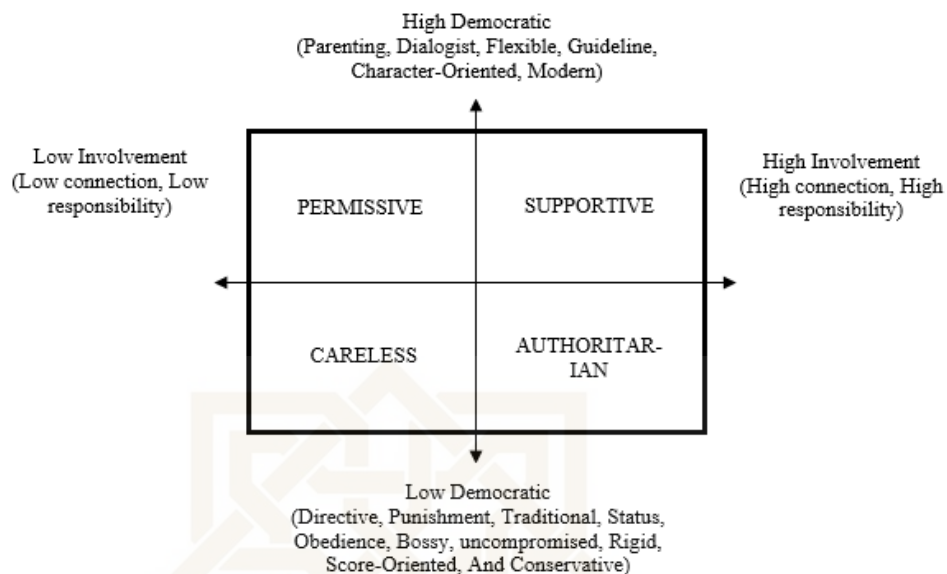 High Democratic
(Parenting, Dialogist, Flexible, Guideline,
Character-Oriented, Modern)
Low Involvement
(Low connection, Low
responsibility)
High Involvement
(High connection, High
responsibility)
PERMISSIVE
SUPPORTIVE
CARELESS
AUTHORITAR-
IAN
Low Democratic
(Directive, Punishment, Traditional, Status,
Obedience, Bossy, uncompromised, Rigid,
Score-Oriented, And Conservative)